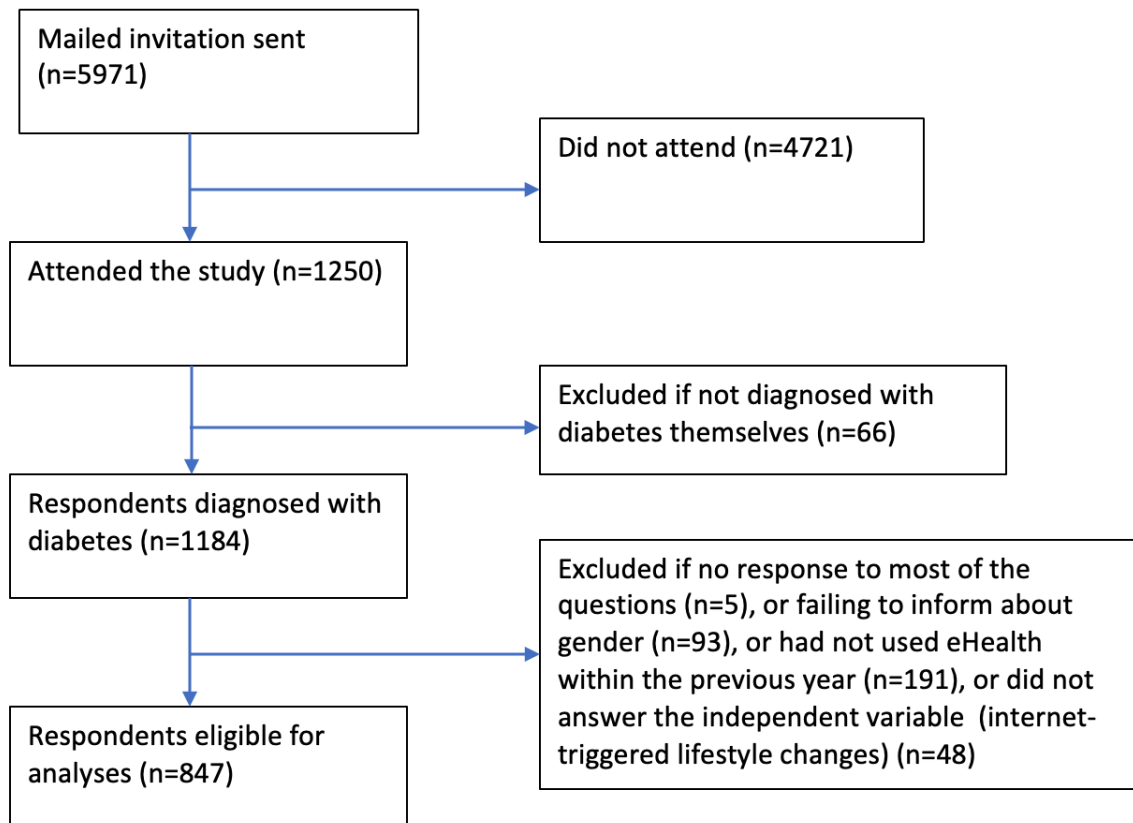 Mailed invitation sent
(n=5971)
Did not attend (n=4721)
Attended the study (n=1250)
Excluded if not diagnosed with
diabetes themselves (n=66)
Respondents diagnosed with
diabetes (n=1184)
Excluded if no response to most of the
questions (n=5), or failing to inform about
gender (n=93), or had not used eHealth
within the previous year (n=191), or did not
answer the independent variable  (internet-
triggered lifestyle changes) (n=48)
Respondents eligible for
analyses (n=847)